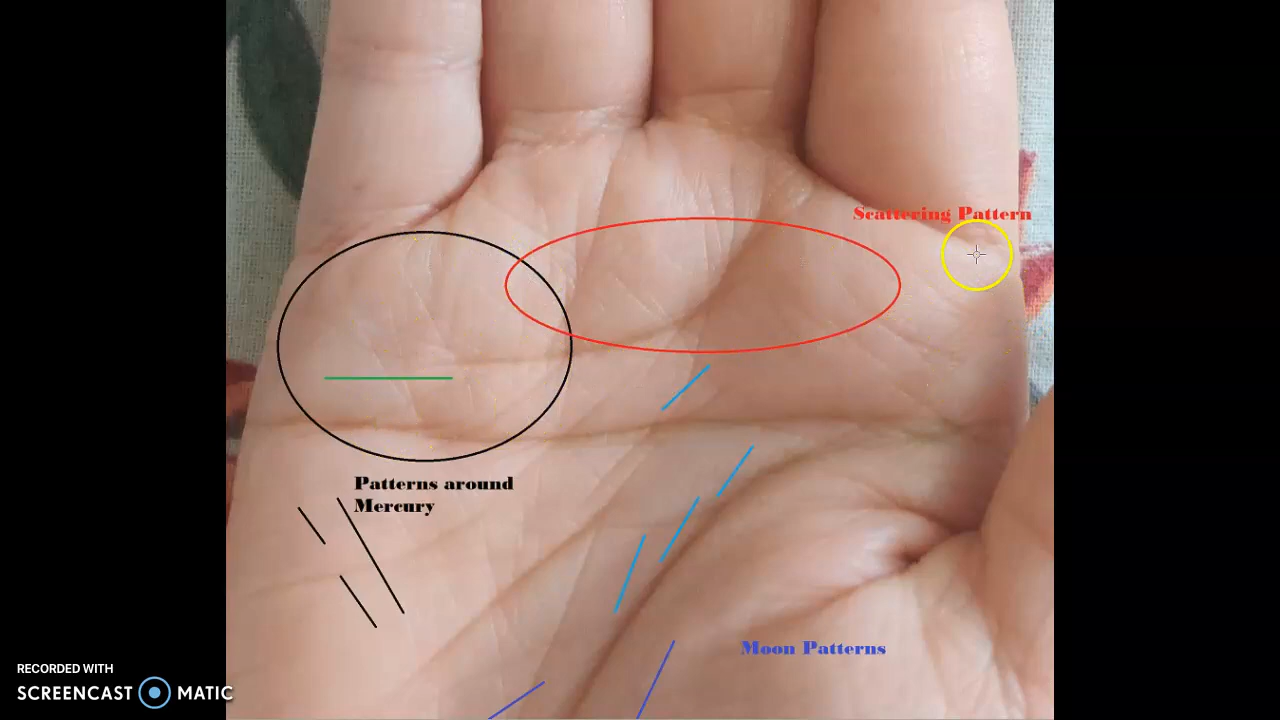 Scattering Pattern
Patterns around
Mercury
Moon Patterns
RECORDED WITH
SCREENCAST MATIC